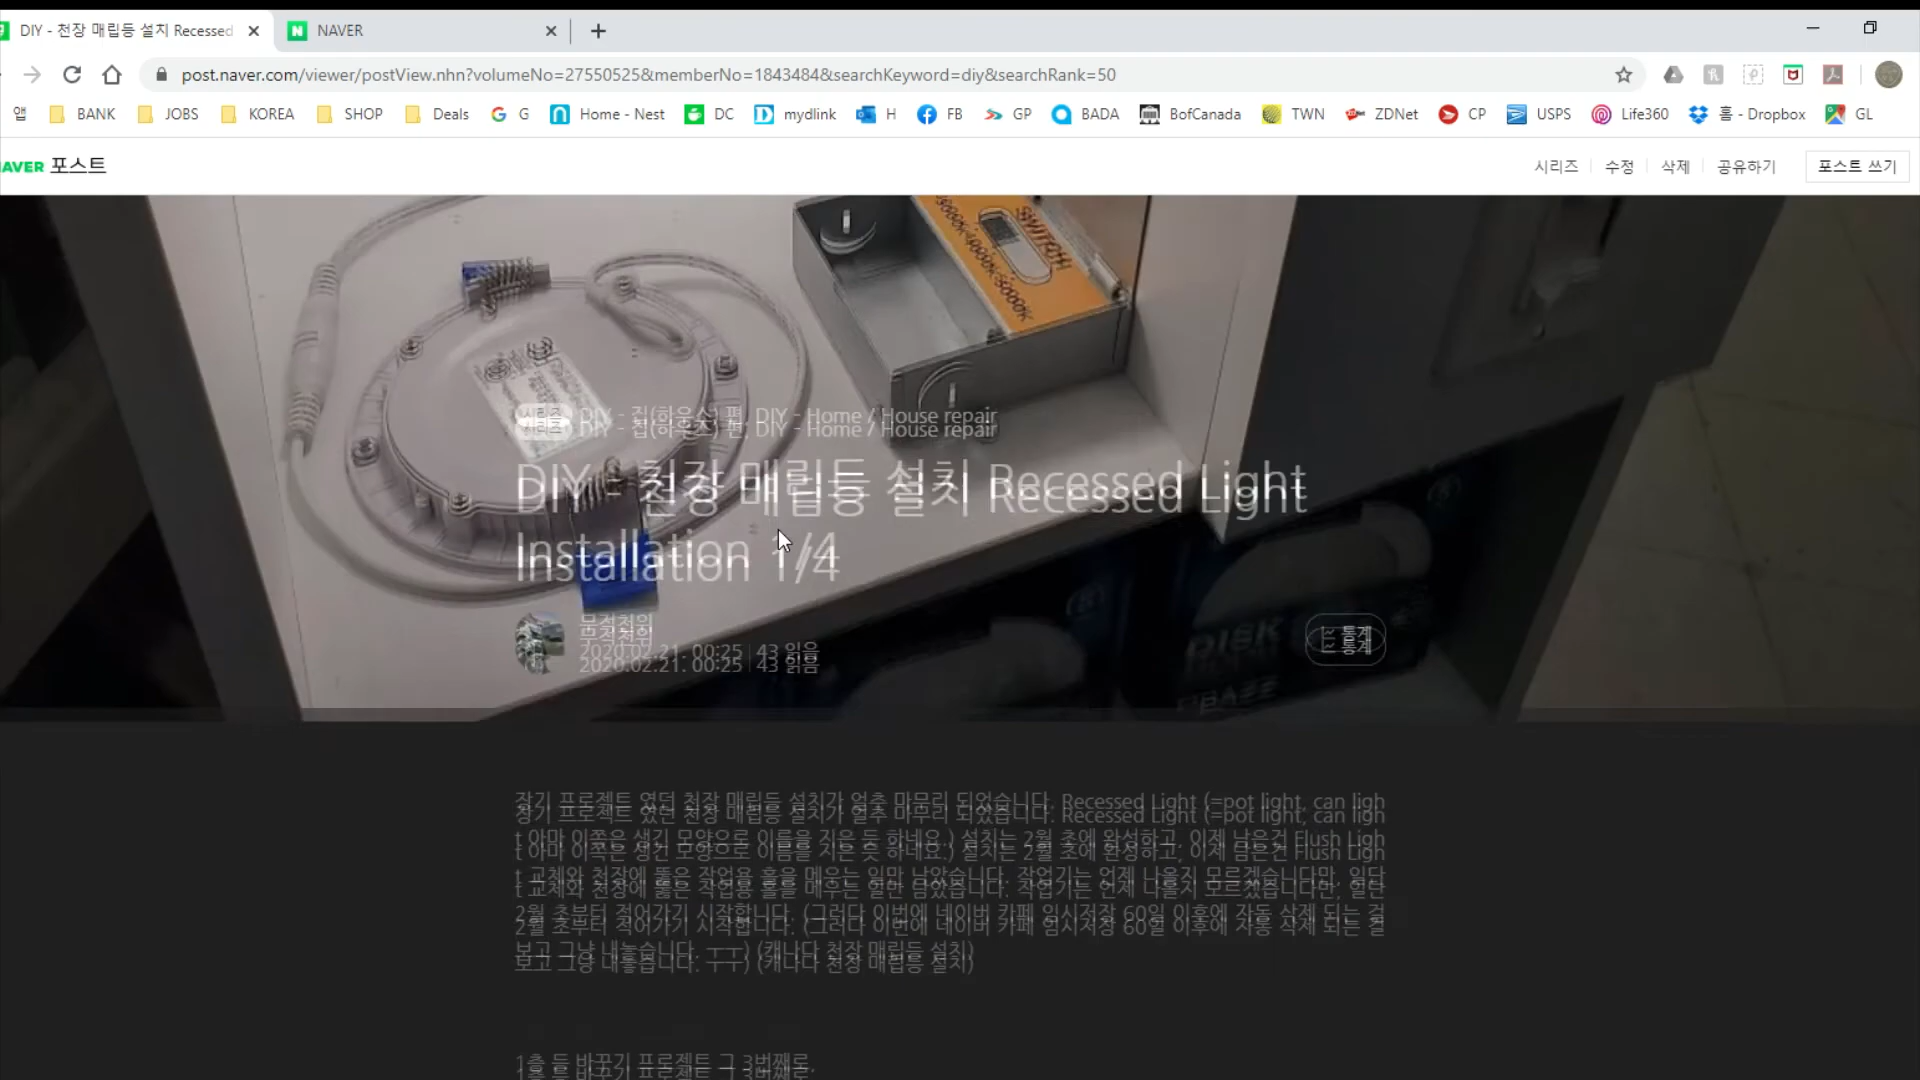 DIY - 천장 매립등 설치 Recessed
NAVER
post.naver.com/viewer/postView.nhn?volumeNo=27550525&memberNo=1843484&searchKeyword=diy&searchRank=50
앱 BANK JOBS KOREA SHOP Deals G Home - Nest DC mydlink H FB GP BADA BofCanada TWN ZDNet CP USPS Life360 홈 - Dropbox GL
NAVER 포스트
시리즈 수정 삭제 공유하기 포스트 쓰기
SWITCH
시리즈 DIY - 집(하우스) 편, DIY - Home / House repair
DIY - 천장 매립등 설치 Recessed Light
Installation 1/4
무적천위
2020.02.21. 00:25 43 읽음
통계
DISK
장기 프로젝트 였던 천장 매립등 설치가 얼추 마무리 되었습니다. Recessed Light (=pot light, can ligh
t 아마 이쪽은 생긴 모양으로 이름을 지은 듯 하네요.) 설치는 2월 초에 완성하고, 이제 남은건 Flush Ligh
t 교체와 천장에 뚫은 작업용 홀을 메우는 일만 남았습니다. 작업기는 언제 나올지 모르겠습니다만, 일단
2월 초부터 적어가기 시작합니다. (그러다 이번에 네이버 카페 임시저장 60일 이후에 자동 삭제 되는 걸
보고 그냥 내놓습니다. ㅜㅜ) (캐나다 천장 매립등 설치)
1층 등 바꾸기 프로젝트 그 3번째로,